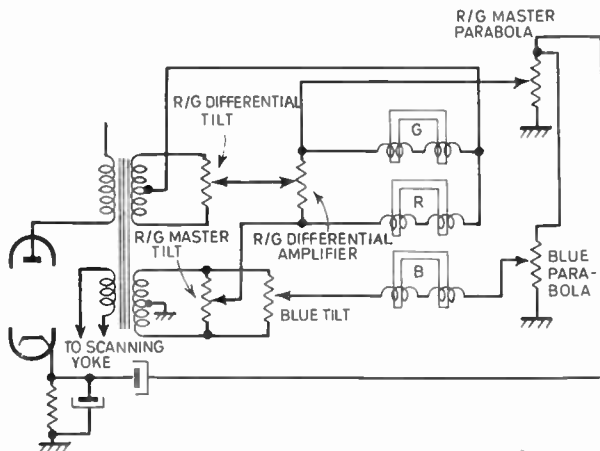 R/G MASTER
PARABOLA
R/G DIFFERENTIAL
TILT
G
R
R/G MASTER
TILT
R/G DIFFERENTIAL
AMPLIFIER
B
BLUE TILT
BLUE
PARA-
BOLA
TO SCANNING
YOKE